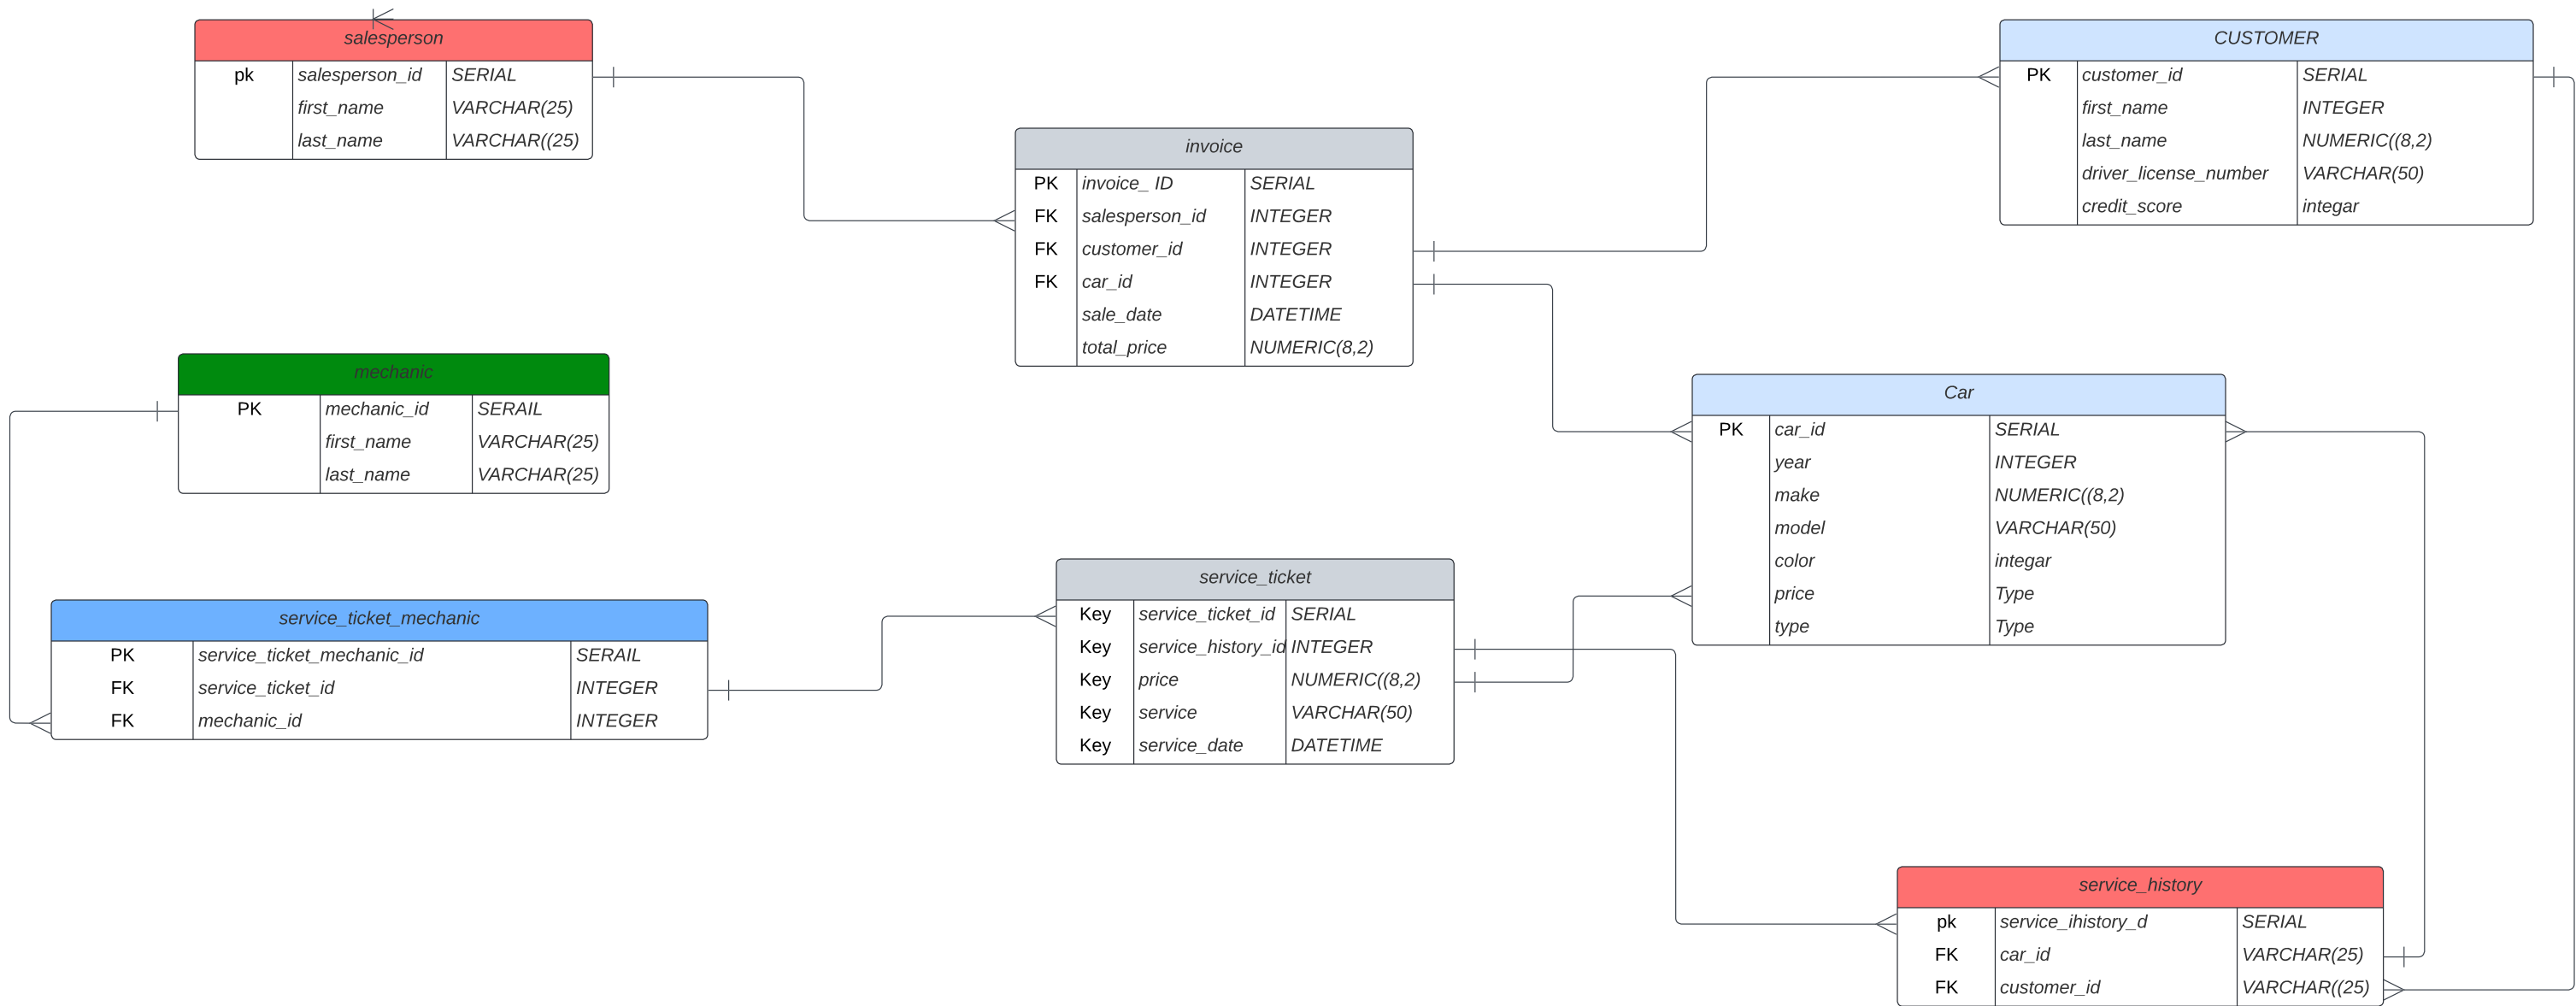 salesperson
pk salesperson_id SERIAL
first_name VARCHAR(25)
last_name VARCHAR((25)
CUSTOMER
PK customer_id SERIAL
first_name INTEGER
last_name NUMERIC((8,2)
driver_license_number VARCHAR(50)
credit_score integar
invoice
PK invoice_ ID SERIAL
FK salesperson_id INTEGER
FK customer_id INTEGER
FK car_id INTEGER
sale_date DATETIME
total_price NUMERIC(8,2)
mechanic
PK mechanic_id SERAIL
first_name VARCHAR(25)
last_name VARCHAR(25)
Car
PK car_id SERIAL
year INTEGER
make NUMERIC((8,2)
model VARCHAR(50)
color integar
price Type
type Type
service_ticket_mechanic
PK service_ticket_mechanic_id SERAIL
FK service_ticket_id INTEGER
FK mechanic_id INTEGER
service_ticket
Key service_ticket_id SERIAL
Key service_history_id INTEGER
Key price NUMERIC((8,2)
Key service VARCHAR(50)
Key service_date DATETIME
service_history
pk service_ihistory_d SERIAL
FK car_id VARCHAR(25)
FK customer_id VARCHAR((25)